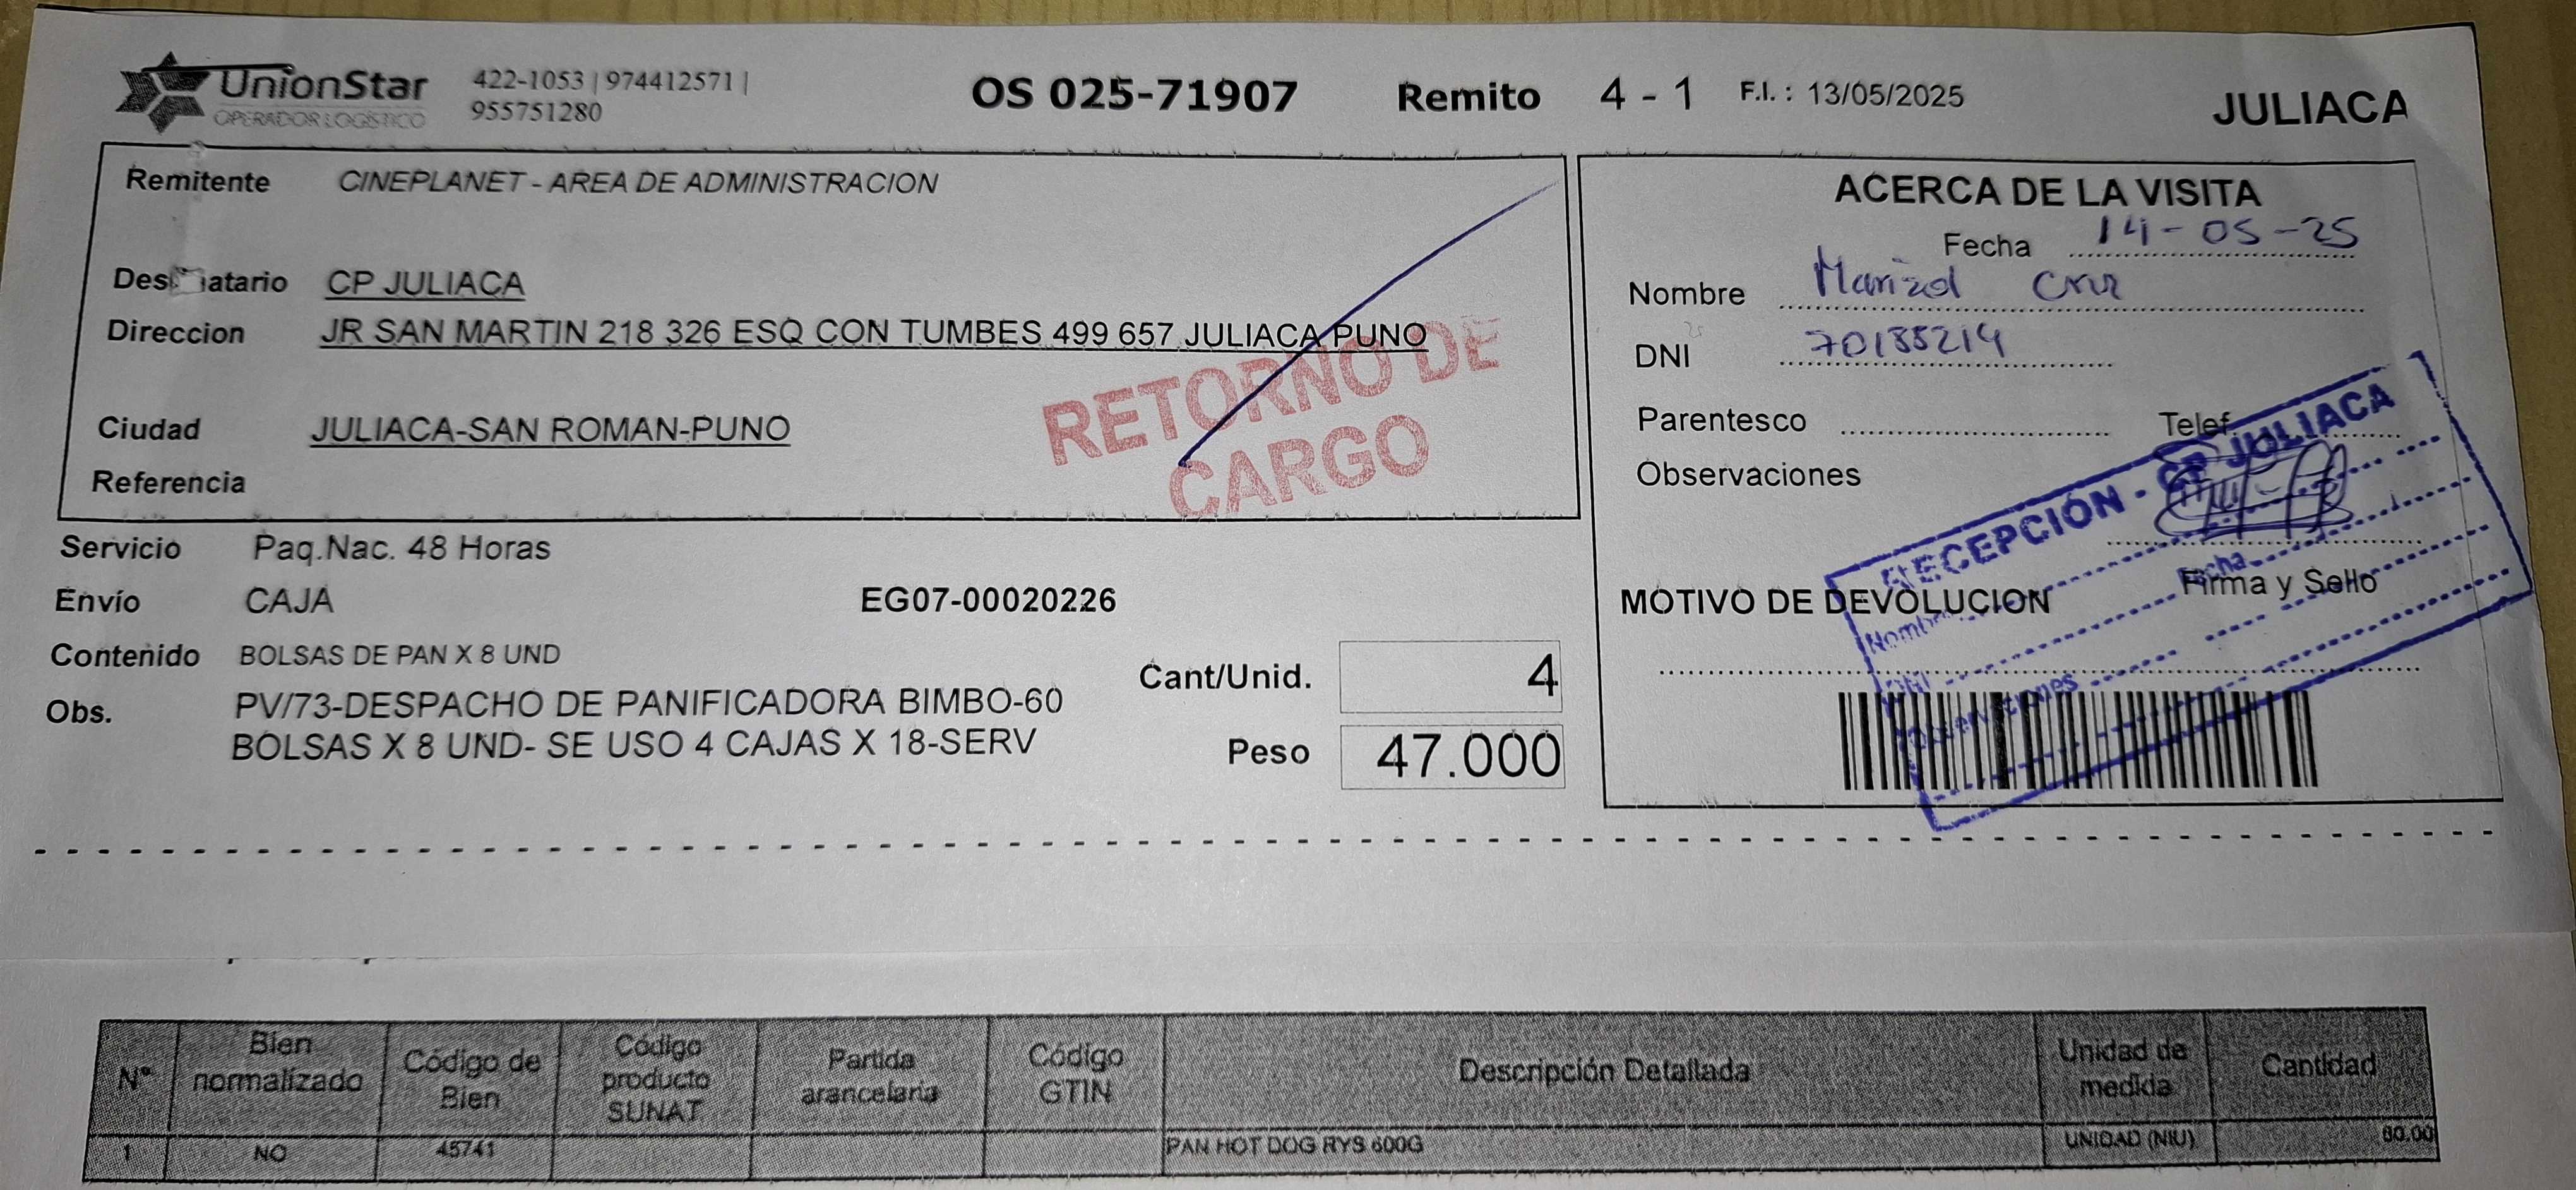 UnionStar
OPERADOR LOGÍSTICO
422-1053 | 974412571 |
955751280
OS 025-71907 Remito 4 - 1 F.I. : 13/05/2025
JULIACA
Remitente CINEPLANET - AREA DE ADMINISTRACION
CP JULIACA
Direccion JR SAN MARTIN 218 326 ESQ CON TUMBES 499 657 JULIACA PUNO
Ciudad JULIACA-SAN ROMAN-PUNO
Referencia
RETORNO DE
CARGO
ACERCA DE LA VISITA
Fecha 14-05-25
Nombre Marizol Cruz
DNI
Parentesco Telef.
Observaciones
RECEPCIÓN - CP JULIACA
Fecha
Firma y Sello
MOTIVO DE DEVOLUCION
Nombre
DNI
Observaciones
Servicio Paq.Nac. 48 Horas
Envío CAJA EG07-00020226
Contenido BOLSAS DE PAN X 8 UND
Obs. PV/73-DESPACHO DE PANIFICADORA BIMBO-60
BOLSAS X 8 UND- SE USO 4 CAJAS X 18-SERV
Cant/Unid. 4
Peso 47.000
N° Bien normalizado Código de Bien Código producto SUNAT Partida arancelaria Código GTIN Descripción Detallada Unidad de medida Cantidad
1 NO 45741 PAN HOT DOG RYS 600G UNIDAD (NIU) 60.00